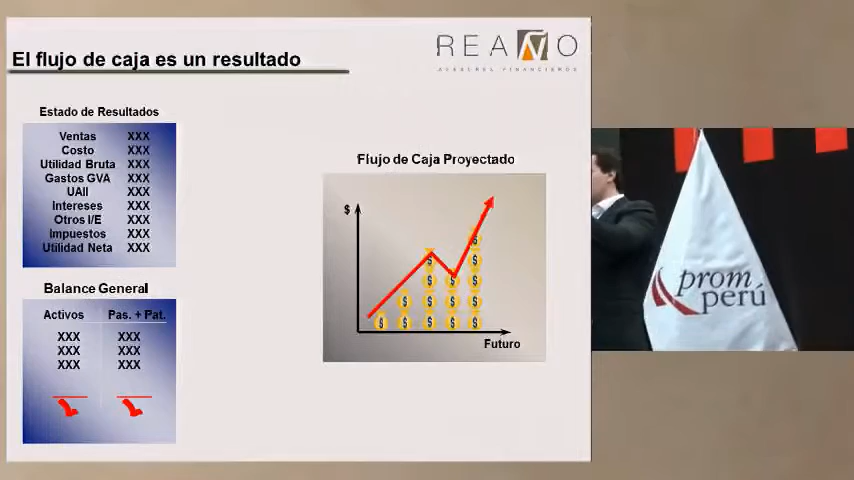 El flujo de caja es un resultado
REAÑO
ASESORES FINANCIEROS
Estado de Resultados
Ventas XXX
Costo XXX
Utilidad Bruta XXX
Gastos GVA XXX
UAII XXX
Intereses XXX
Otros I/E XXX
Impuestos XXX
Utilidad Neta XXX
Balance General
Activos Pas. + Pat.
XXX XXX
XXX XXX
XXX XXX
Flujo de Caja Proyectado
$
$
$ $
$ $ $
$ $ $ $
$ $ $ $ $
Futuro
prom
perú